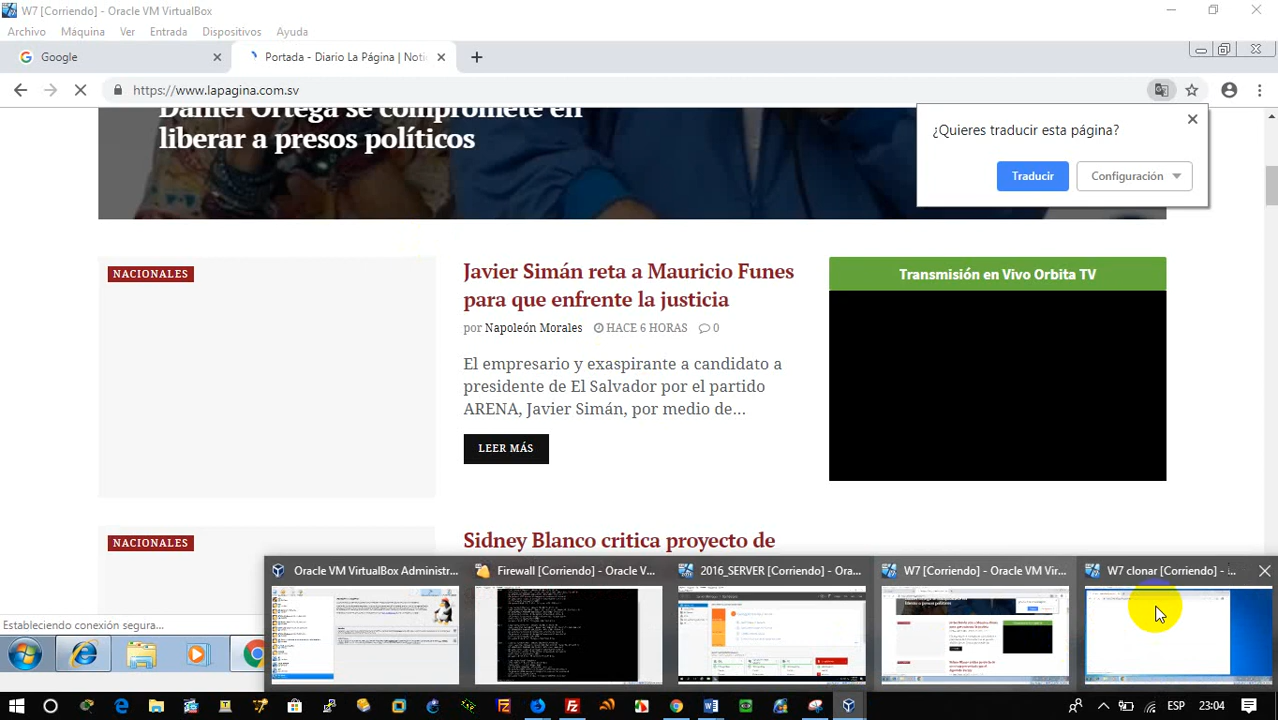 W7 [Corriendo] - Oracle VM VirtualBox
Archivo Máquina Ver Entrada Dispositivos Ayuda
Google
Portada - Diario La Página | Noti
https://www.lapagina.com.sv
Daniel Ortega se compromete en
liberar a presos políticos
¿Quieres traducir esta página?
Traducir
Configuración
NACIONALES
Javier Simán reta a Mauricio Funes
para que enfrente la justicia
por Napoleón Morales HACE 6 HORAS 0
El empresario y exaspirante a candidato a
presidente de El Salvador por el partido
ARENA, Javier Simán, por medio de...
LEER MÁS
Transmisión en Vivo Orbita TV
NACIONALES
Sidney Blanco critica proyecto de
Oracle VM VirtualBox Administr...
Firewall [Corriendo] - Oracle V...
2016_SERVER [Corriendo] - Ora...
W7 [Corriendo] - Oracle VM Vir...
W7 clonar [Corriendo] - ...
Estableciendo conexión segura...
ESP 23:04